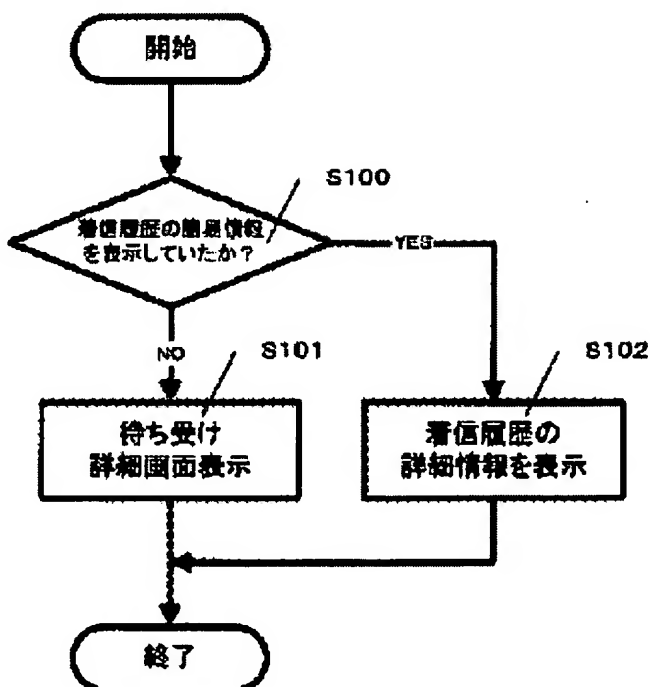 開始
S100
着信履歴の簡易情報
を表示していたか？
YES
NO
S101
S102
待ち受け
詳細画面表示
着信履歴の
詳細情報を表示
終了